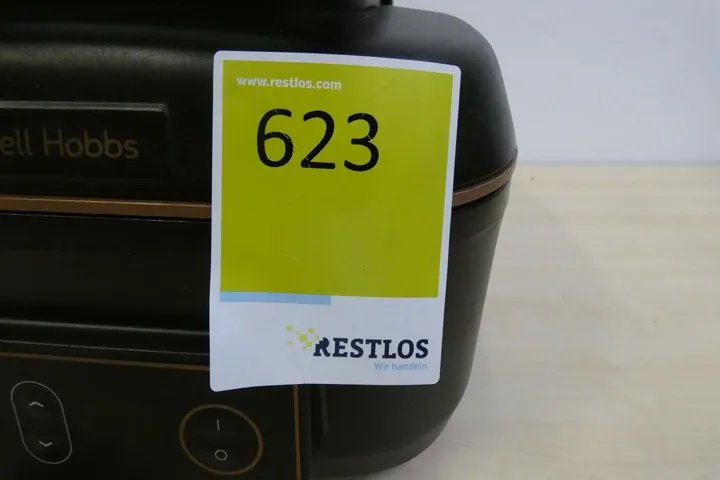 www.restlos.com
623
ell Hobbs
RESTLOS
Wir handeln.